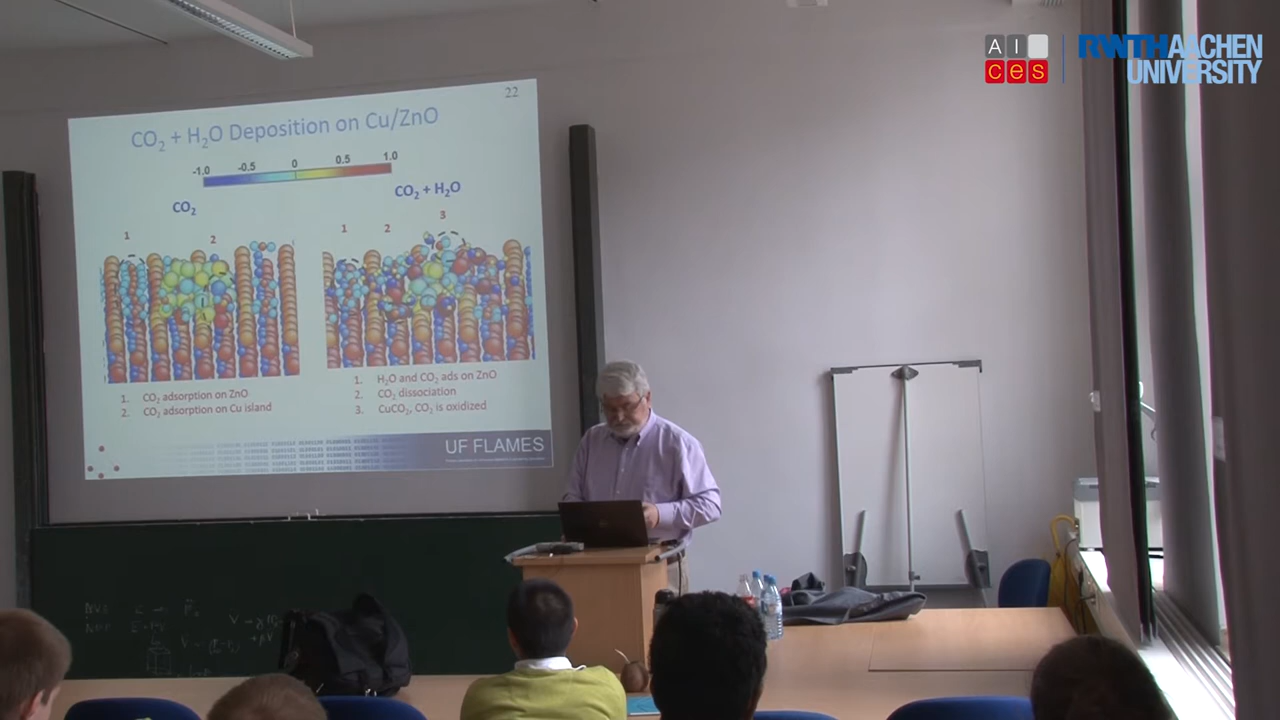 AI
ces
RWTH AACHEN
UNIVERSITY
22
CO₂ + H₂O Deposition on Cu/ZnO
-1.0 -0.5 0 0.5 1.0
CO₂
CO₂ + H₂O
1 2
1 2 3
1. CO₂ adsorption on ZnO
2. CO₂ adsorption on Cu island
1. H₂O and CO₂ ads on ZnO
2. CO₂ dissociation
3. CuCO₂, CO₂ is oxidized
UF FLAMES